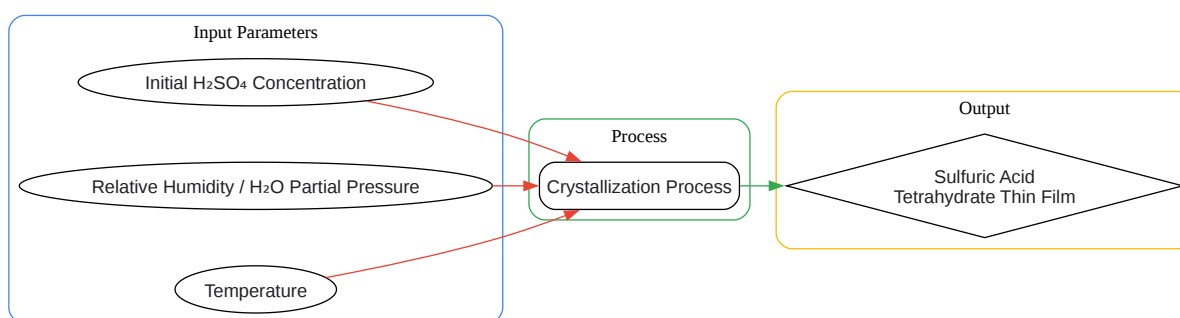 Input Parameters
Initial H₂SO₄ Concentration
Relative Humidity / H₂O Partial Pressure
Temperature
Process
Crystallization Process
Output
Sulfuric Acid
Tetrahydrate Thin Film